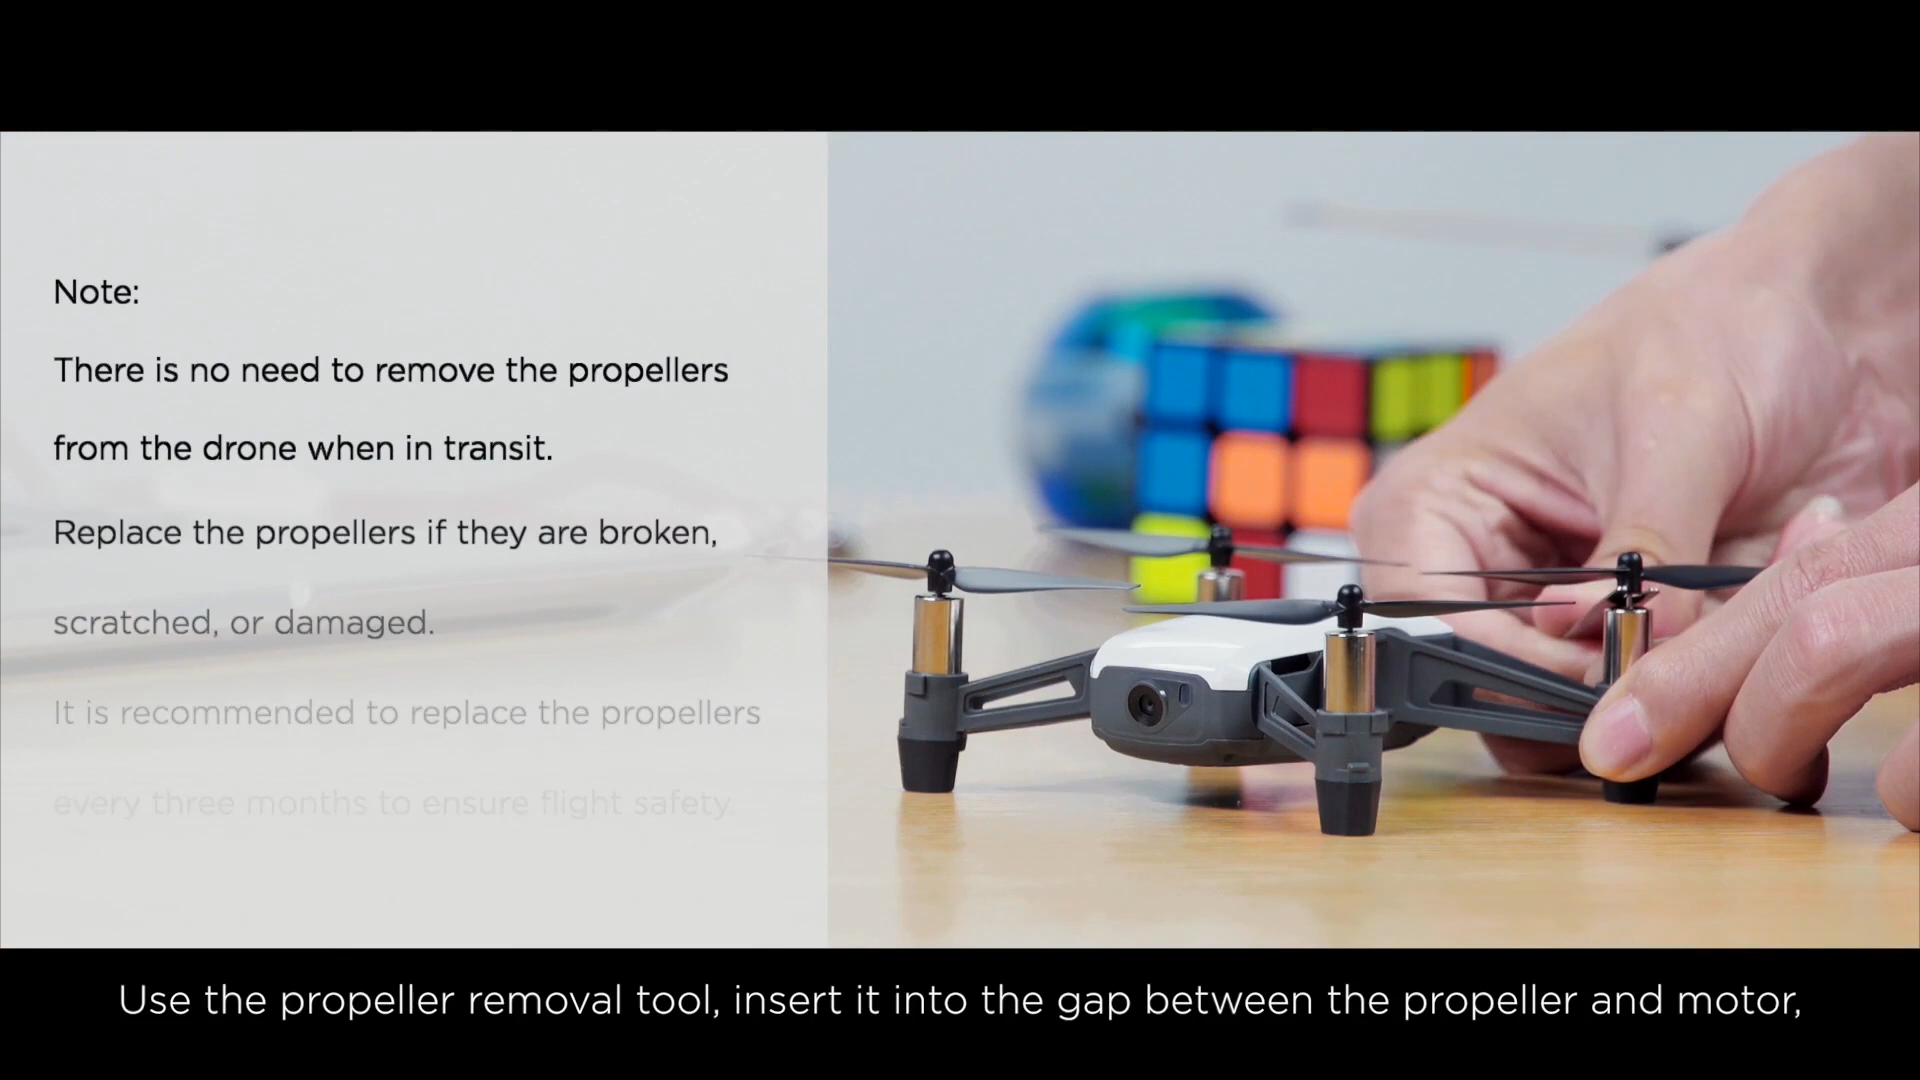 Note:
There is no need to remove the propellers
from the drone when in transit.
Replace the propellers if they are broken,
scratched, or damaged.
It is recommended to replace the propellers
every three months to ensure flight safety.
Use the propeller removal tool, insert it into the gap between the propeller and motor,